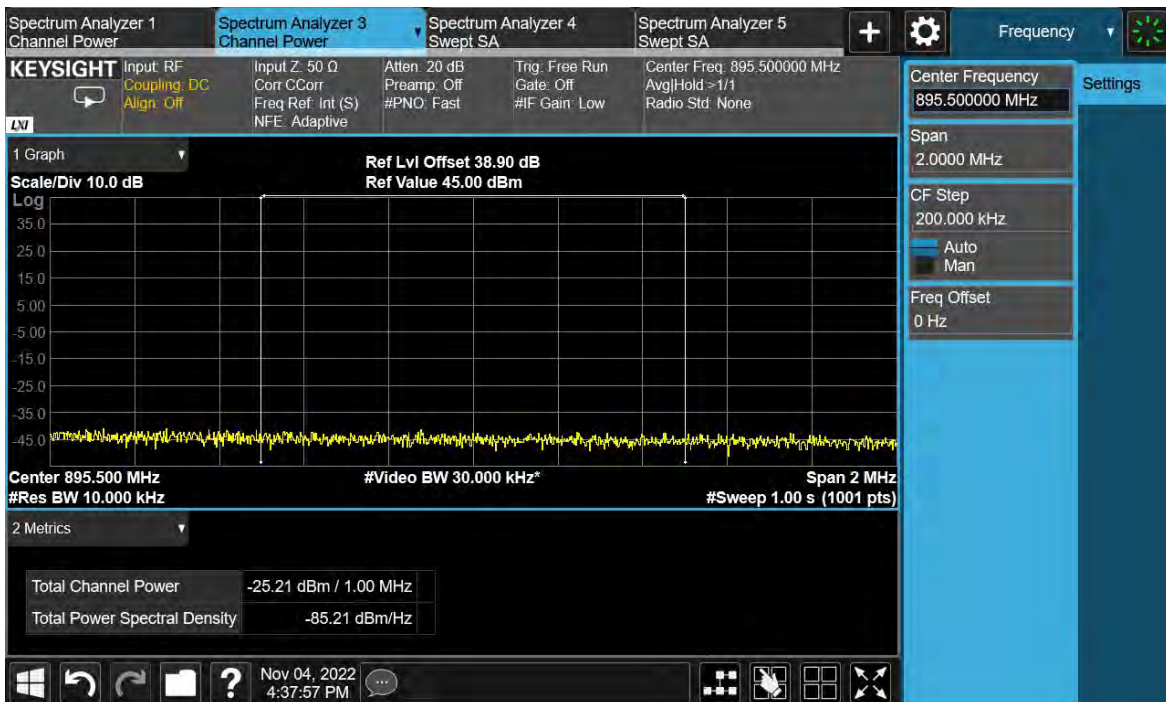 Spectrum Analyzer 1
Channel Power
Spectrum Analyzer 3
Channel Power
Spectrum Analyzer 4
Swept SA
Spectrum Analyzer 5
Swept SA
+
Frequency
KEYSIGHT
LXI
Input: RF
Coupling: DC
Align: Off
Input Z: 50 Ω
Corr CCorr
Freq Ref: Int (S)
NFE: Adaptive
Atten: 20 dB
Preamp: Off
#PNO: Fast
Trig: Free Run
Gate: Off
#IF Gain: Low
Center Freq: 895.500000 MHz
Avg|Hold >1/1
Radio Std: None
Center Frequency
895.500000 MHz
Settings
Span
2.0000 MHz
CF Step
200.000 kHz
Auto
Man
Freq Offset
0 Hz
1 Graph
Scale/Div 10.0 dB
Ref Lvl Offset 38.90 dB
Ref Value 45.00 dBm
Log
35.0
25.0
15.0
5.00
-5.00
-15.0
-25.0
-35.0
-45.0
Center 895.500 MHz
#Video BW 30.000 kHz*
Span 2 MHz
#Res BW 10.000 kHz
#Sweep 1.00 s (1001 pts)
2 Metrics
Total Channel Power -25.21 dBm / 1.00 MHz
Total Power Spectral Density -85.21 dBm/Hz
?
Nov 04, 2022
4:37:57 PM